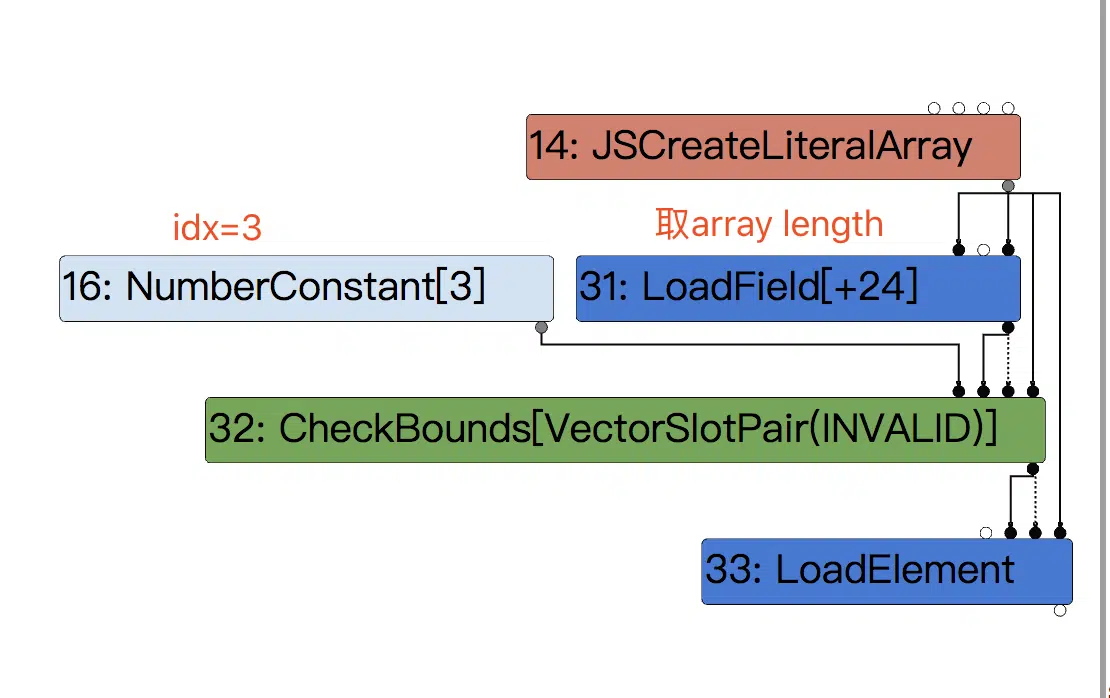 14: JSCreateLiteralArray
idx=3
取array length
16: NumberConstant[3]
31: LoadField[+24]
32: CheckBounds[VectorSlotPair(INVALID)]
33: LoadElement